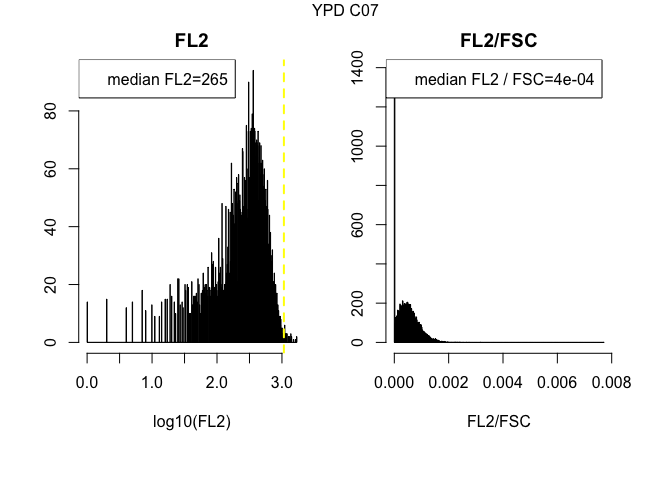 YPD C07
FL2
median FL2=265
0 20 40 60 80
0.0 1.0 2.0 3.0
log10(FL2)
FL2/FSC
median FL2 / FSC=4e-04
0 200 600 1000 1400
0.000 0.002 0.004 0.006 0.008
FL2/FSC